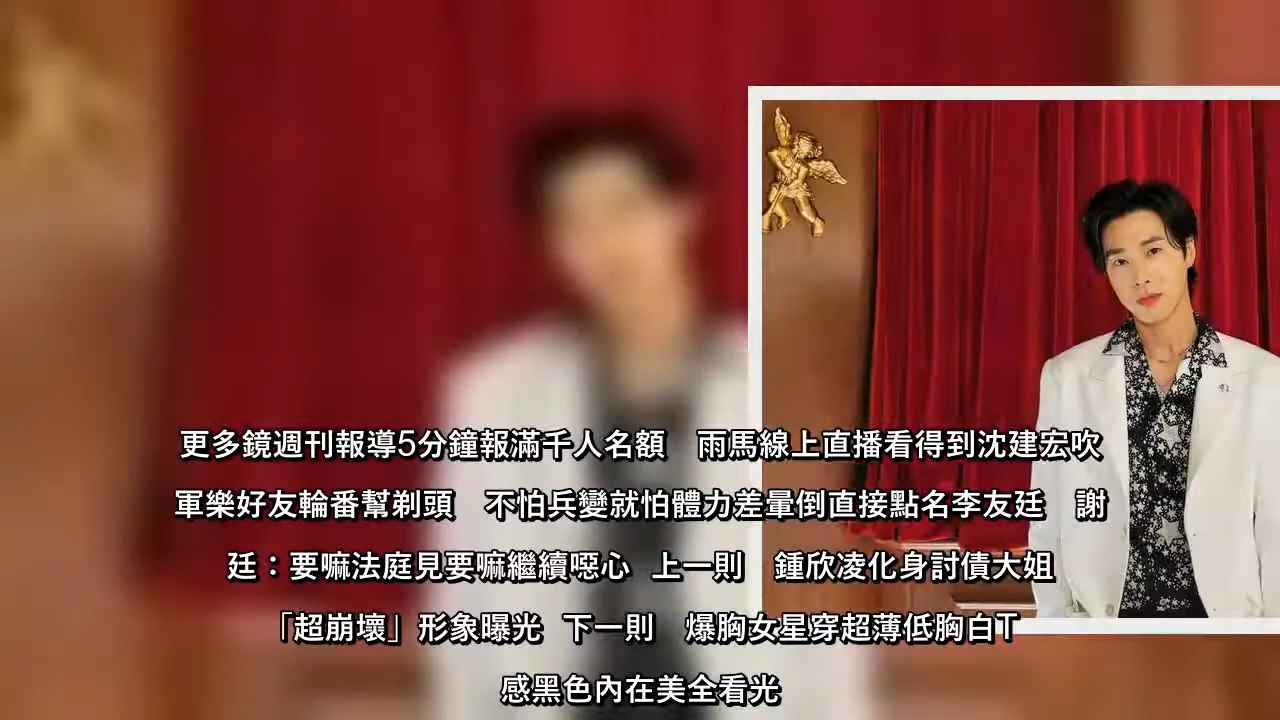 更多鏡週刊報導5分鐘報滿千人名額　雨馬線上直播看得到沈建宏吹
軍樂好友輪番幫剃頭　不怕兵變就怕體力差暈倒直接點名李友廷　謝
廷：要嘛法庭見要嘛繼續噁心 上一則　鍾欣凌化身討債大姐
「超崩壞」形象曝光 下一則　爆胸女星穿超薄低胸白T
感黑色內在美全看光